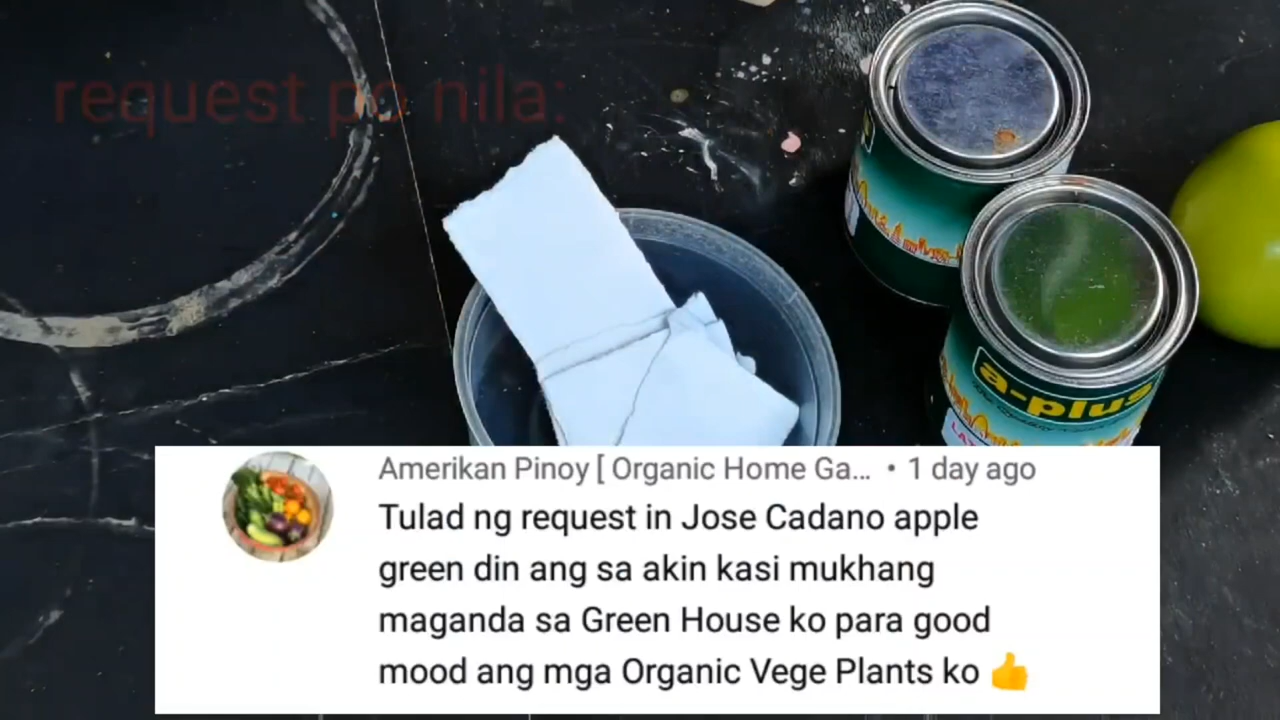 request po nila:
a-plus
Amerikan Pinoy [ Organic Home Ga... • 1 day ago
Tulad ng request in Jose Cadano apple
green din ang sa akin kasi mukhang
maganda sa Green House ko para good
mood ang mga Organic Vege Plants ko 👍